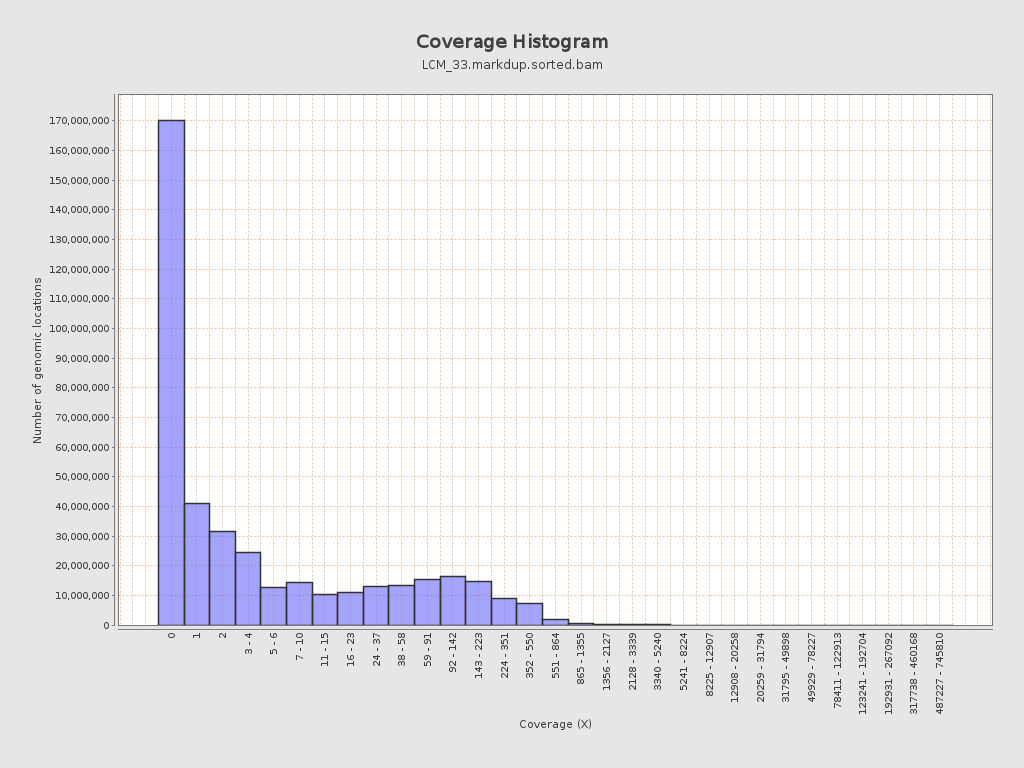 Coverage Histogram
LCM_33.markdup.sorted.bam
Number of genomic locations
170,000,000
160,000,000
150,000,000
140,000,000
130,000,000
120,000,000
110,000,000
100,000,000
90,000,000
80,000,000
70,000,000
60,000,000
50,000,000
40,000,000
30,000,000
20,000,000
10,000,000
0
0
1
2
3 - 4
5 - 6
7 - 10
11 - 15
16 - 23
24 - 37
38 - 58
59 - 91
92 - 142
143 - 223
224 - 351
352 - 550
551 - 864
865 - 1355
1356 - 2127
2128 - 3339
3340 - 5240
5241 - 8224
8225 - 12907
12908 - 20258
20259 - 31794
31795 - 49898
49929 - 78227
78411 - 122913
123241 - 192704
192931 - 267092
317738 - 460168
487227 - 745810
Coverage (X)